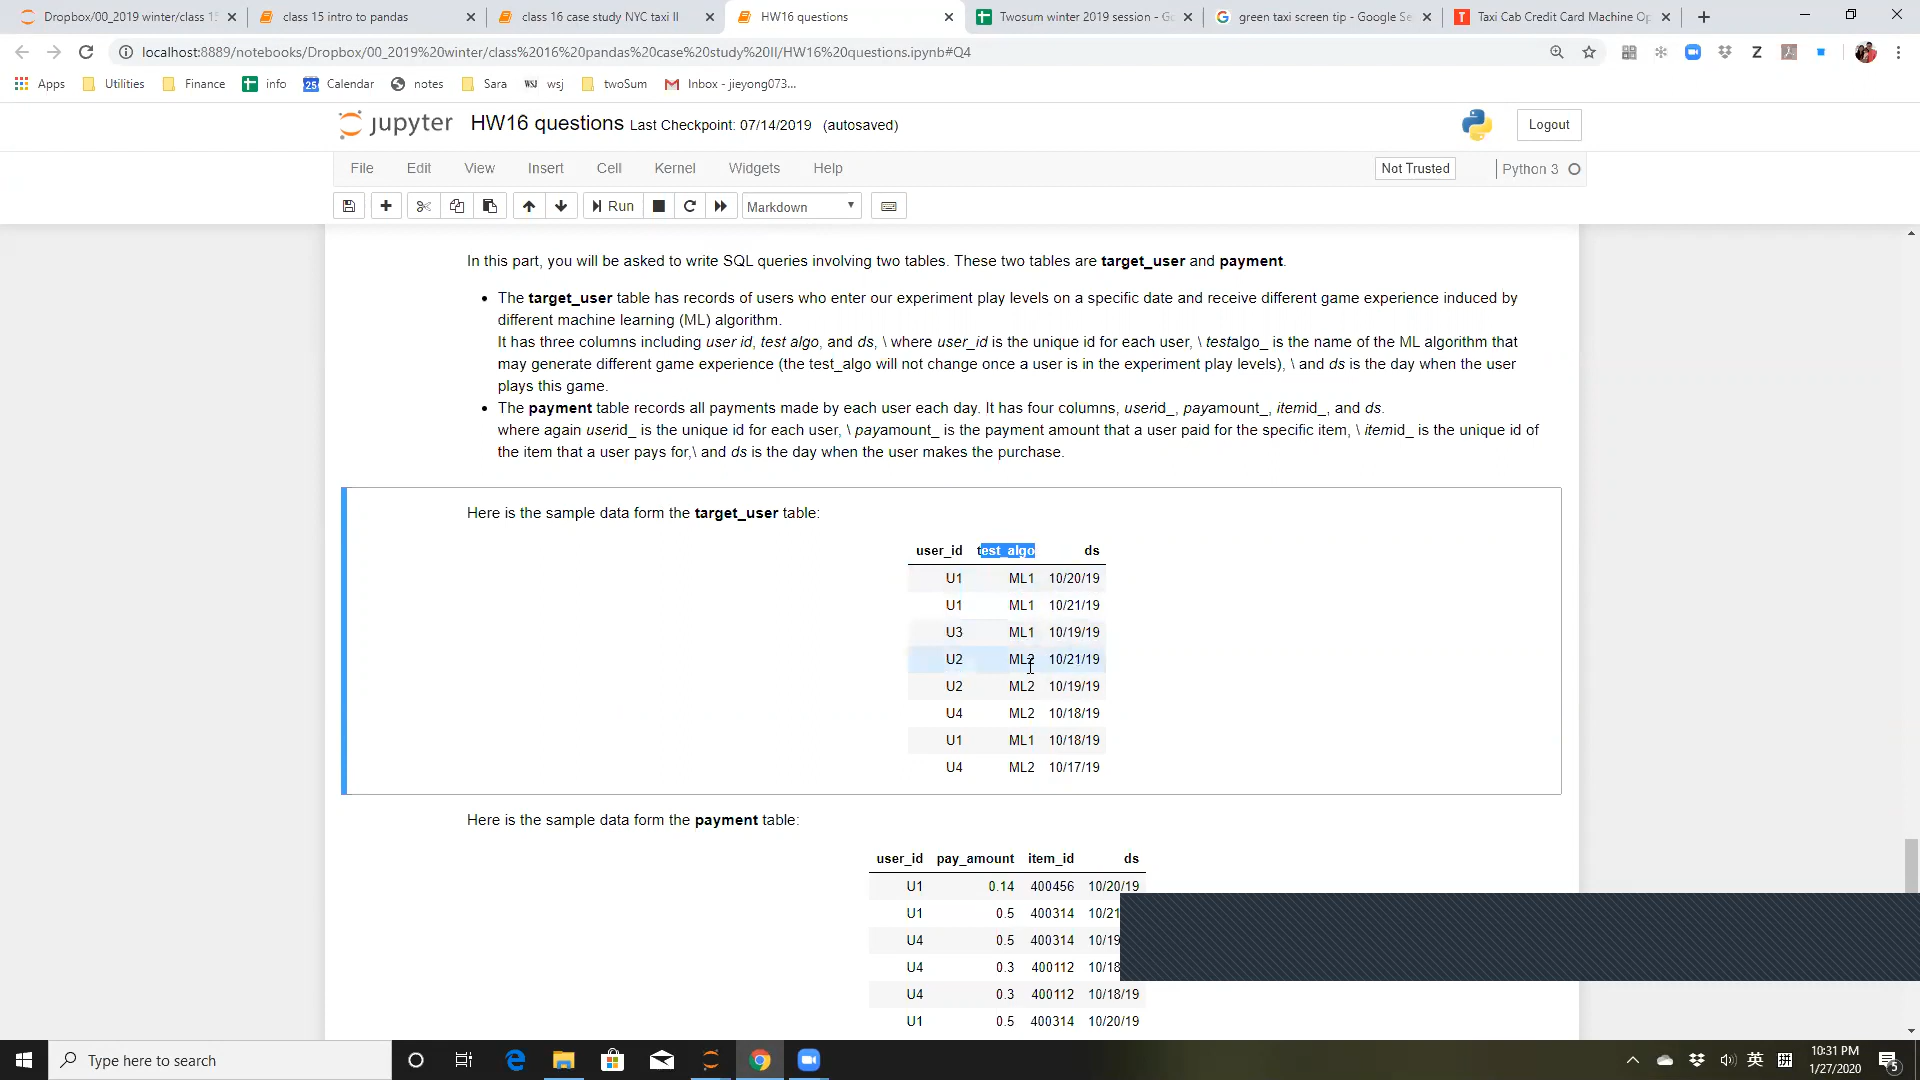 Dropbox/00_2019 winter/class 15
class 15 intro to pandas
class 16 case study NYC taxi II
HW16 questions
Twosum winter 2019 session - Go
green taxi screen tip - Google Se
Taxi Cab Credit Card Machine Op
localhost:8889/notebooks/Dropbox/00_2019%20winter/class%2016%20pandas%20case%20study%20II/HW16%20questions.ipynb#Q4
Apps Utilities Finance info 25 Calendar notes Sara WSJ wsj twoSum Inbox - jieyong073...
jupyter HW16 questions Last Checkpoint: 07/14/2019 (autosaved) Logout
File Edit View Insert Cell Kernel Widgets Help Not Trusted Python 3
Run Markdown
In this part, you will be asked to write SQL queries involving two tables. These two tables are target_user and payment.
• The target_user table has records of users who enter our experiment play levels on a specific date and receive different game experience induced by
different machine learning (ML) algorithm.
It has three columns including user id, test algo, and ds, \ where user_id is the unique id for each user, \ testalgo_ is the name of the ML algorithm that
may generate different game experience (the test_algo will not change once a user is in the experiment play levels), \ and ds is the day when the user
plays this game.
• The payment table records all payments made by each user each day. It has four columns, userid_, payamount_, itemid_, and ds.
where again userid_ is the unique id for each user, \ payamount_ is the payment amount that a user paid for the specific item, \ itemid_ is the unique id of
the item that a user pays for,\ and ds is the day when the user makes the purchase.
Here is the sample data form the target_user table:
user_id test_algo ds
U1 ML1 10/20/19
U1 ML1 10/21/19
U3 ML1 10/19/19
U2 ML2 10/21/19
U2 ML2 10/19/19
U4 ML2 10/18/19
U1 ML1 10/18/19
U4 ML2 10/17/19
Here is the sample data form the payment table:
user_id pay_amount item_id ds
U1 0.14 400456 10/20/19
U1 0.5 400314 10/21
U4 0.5 400314 10/19
U4 0.3 400112 10/18
U4 0.3 400112 10/18/19
U1 0.5 400314 10/20/19
Type here to search
英
拼
10:31 PM
1/27/2020
5